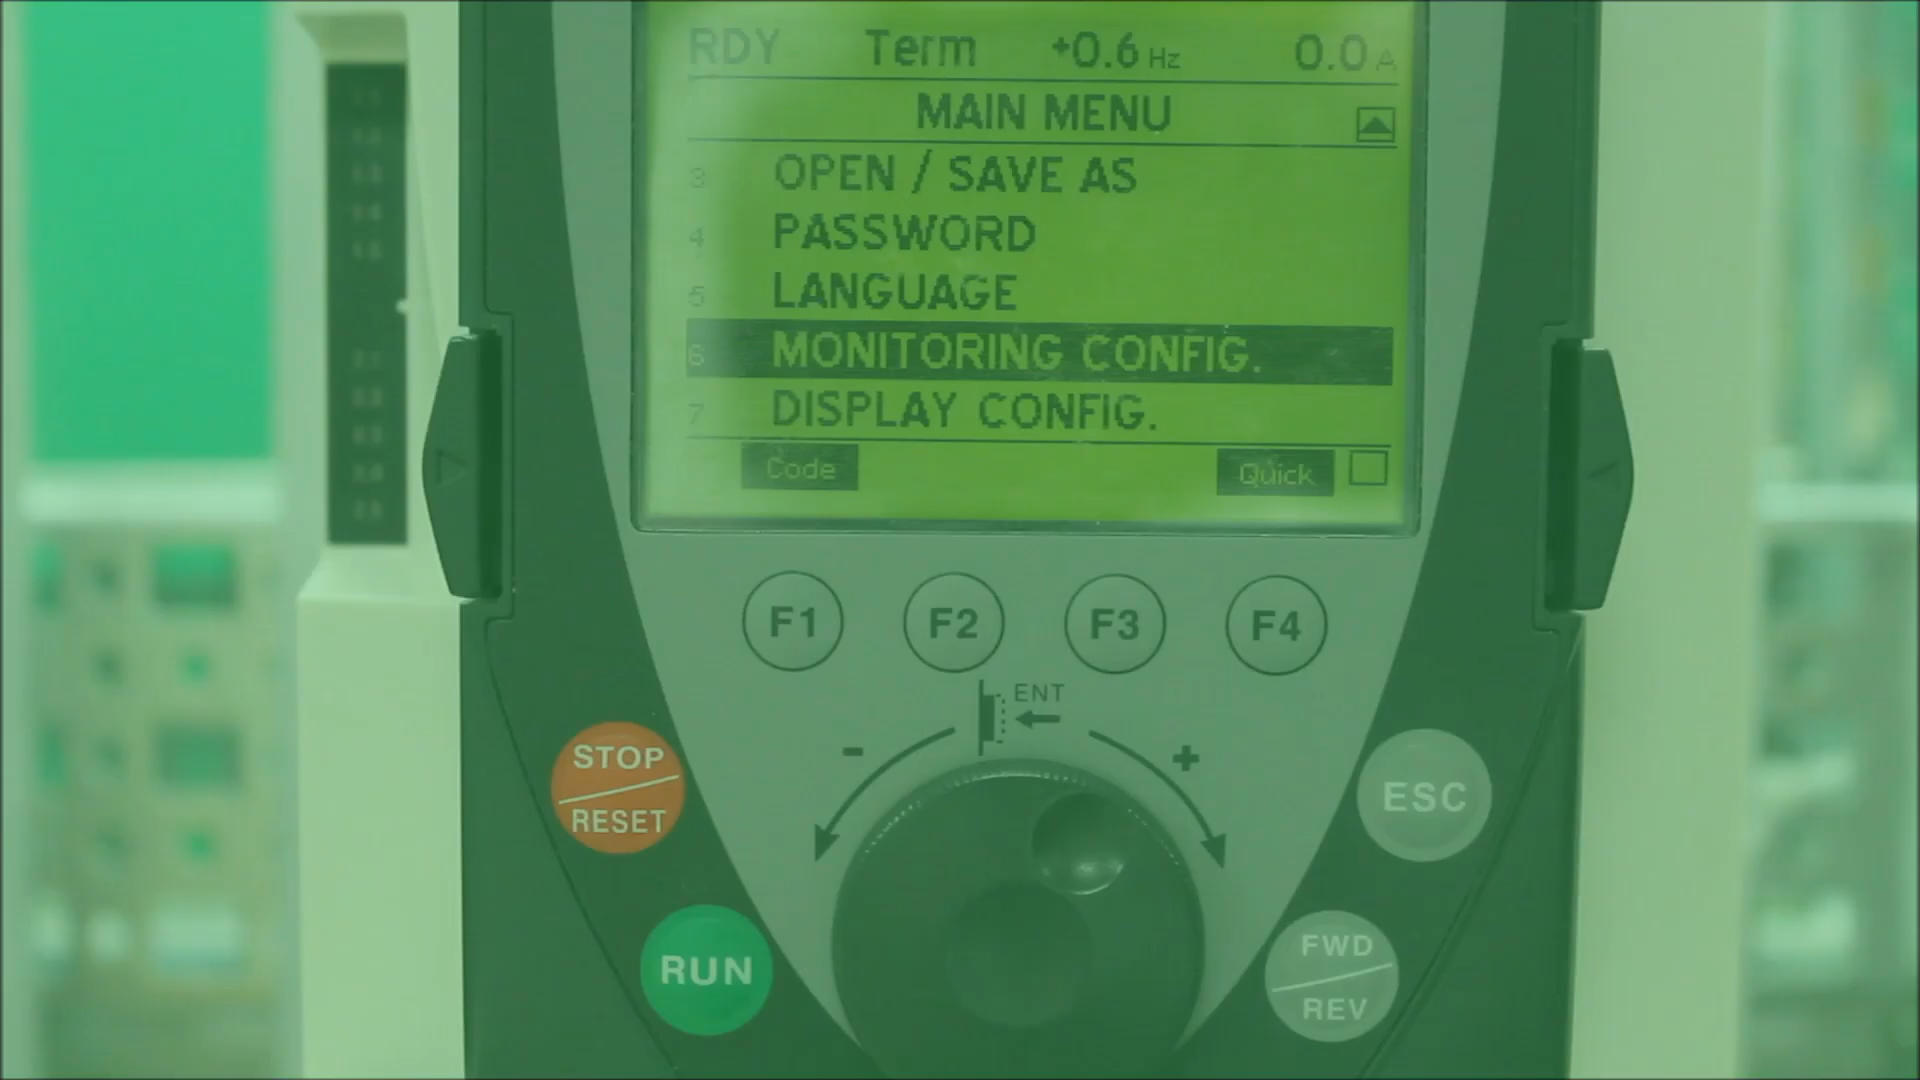 RDY Term +0.6 Hz 0.0 A
MAIN MENU
3 OPEN / SAVE AS
4 PASSWORD
5 LANGUAGE
6 MONITORING CONFIG.
7 DISPLAY CONFIG.
Code Quick
F1 F2 F3 F4
ENT
- +
STOP
RESET
ESC
RUN
FWD
REV